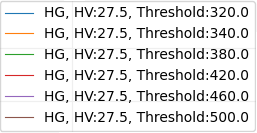 HG, HV:27.5, Threshold:320.0
HG, HV:27.5, Threshold:340.0
HG, HV:27.5, Threshold:380.0
HG, HV:27.5, Threshold:420.0
HG, HV:27.5, Threshold:460.0
HG, HV:27.5, Threshold:500.0